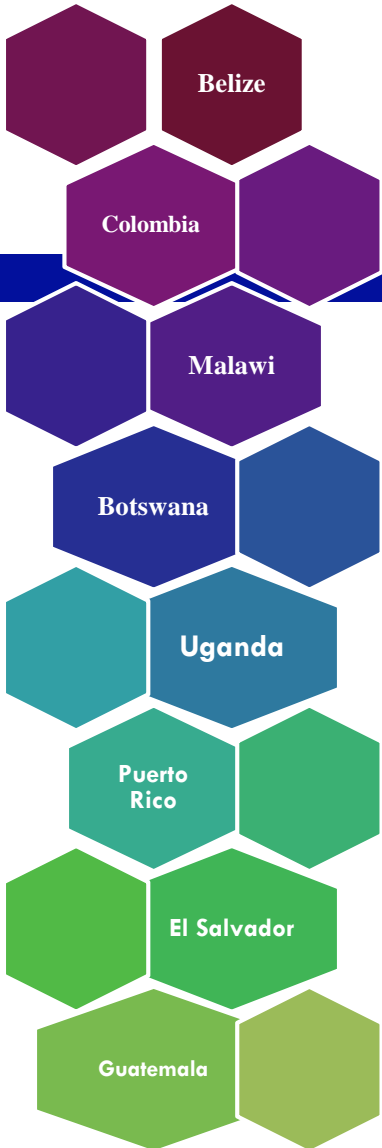 Belize
Colombia
Malawi
Botswana
Uganda
Puerto
Rico
El Salvador
Guatemala